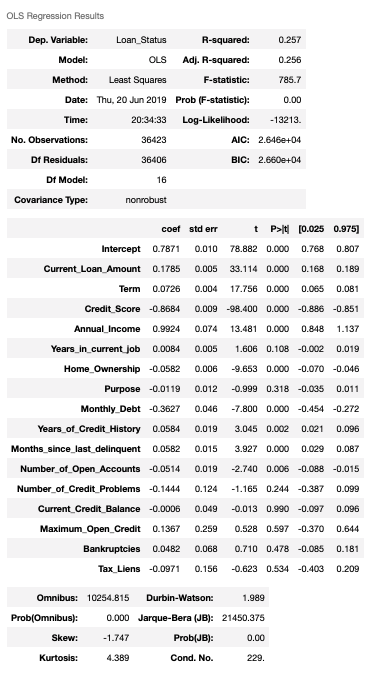 OLS Regression Results
Dep. Variable: Loan_Status R-squared: 0.257
Model: OLS Adj. R-squared: 0.256
Method: Least Squares F-statistic: 785.7
Date: Thu, 20 Jun 2019 Prob (F-statistic): 0.00
Time: 20:34:33 Log-Likelihood: -13213.
No. Observations: 36423 AIC: 2.646e+04
Df Residuals: 36406 BIC: 2.660e+04
Df Model: 16
Covariance Type: nonrobust
coef std err t P>|t| [0.025 0.975]
Intercept 0.7871 0.010 78.882 0.000 0.768 0.807
Current_Loan_Amount 0.1785 0.005 33.114 0.000 0.168 0.189
Term 0.0726 0.004 17.756 0.000 0.065 0.081
Credit_Score -0.8684 0.009 -98.400 0.000 -0.886 -0.851
Annual_Income 0.9924 0.074 13.481 0.000 0.848 1.137
Years_in_current_job 0.0084 0.005 1.606 0.108 -0.002 0.019
Home_Ownership -0.0582 0.006 -9.653 0.000 -0.070 -0.046
Purpose -0.0119 0.012 -0.999 0.318 -0.035 0.011
Monthly_Debt -0.3627 0.046 -7.800 0.000 -0.454 -0.272
Years_of_Credit_History 0.0584 0.019 3.045 0.002 0.021 0.096
Months_since_last_delinquent 0.0582 0.015 3.927 0.000 0.029 0.087
Number_of_Open_Accounts -0.0514 0.019 -2.740 0.006 -0.088 -0.015
Number_of_Credit_Problems -0.1444 0.124 -1.165 0.244 -0.387 0.099
Current_Credit_Balance -0.0006 0.049 -0.013 0.990 -0.097 0.096
Maximum_Open_Credit 0.1367 0.259 0.528 0.597 -0.370 0.644
Bankruptcies 0.0482 0.068 0.710 0.478 -0.085 0.181
Tax_Liens -0.0971 0.156 -0.623 0.534 -0.403 0.209
Omnibus: 10254.815 Durbin-Watson: 1.989
Prob(Omnibus): 0.000 Jarque-Bera (JB): 21450.375
Skew: -1.747 Prob(JB): 0.00
Kurtosis: 4.389 Cond. No. 229.